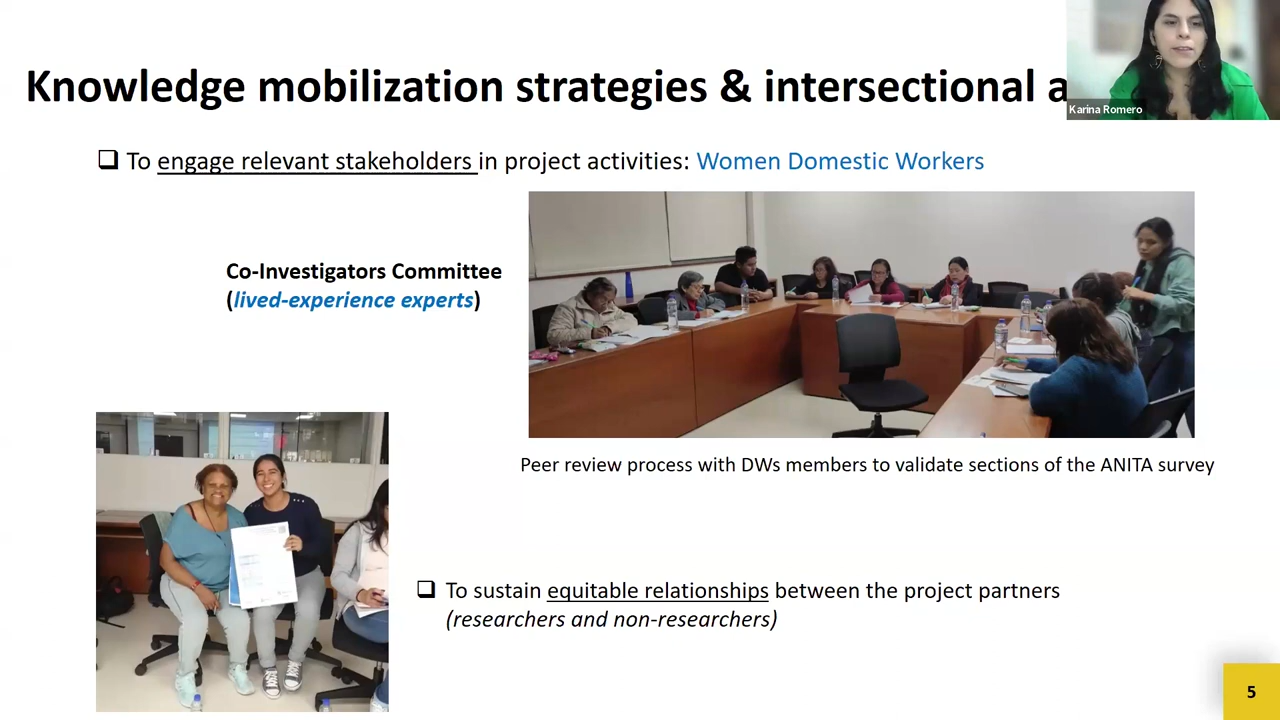 Knowledge mobilization strategies & intersectional a
Karina Romero
❑ To engage relevant stakeholders in project activities: Women Domestic Workers
Co-Investigators Committee
(lived-experience experts)
Peer review process with DWs members to validate sections of the ANITA survey
❑ To sustain equitable relationships between the project partners
(researchers and non-researchers)
5